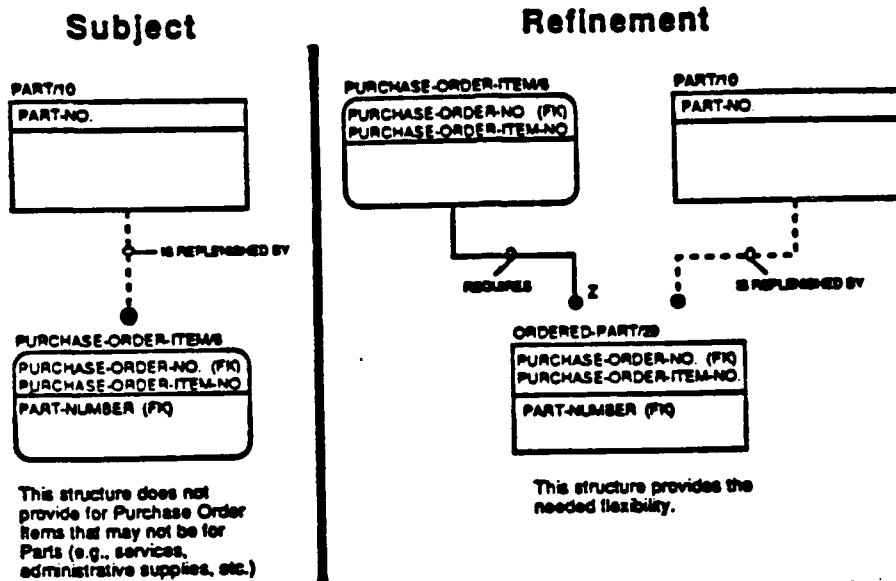 Subject
PART/10
PART-NO.
IS REPLENISHED BY
PURCHASE-ORDER-ITEM/6
PURCHASE-ORDER-NO. (FK)
PURCHASE-ORDER-ITEM-NO
PART-NUMBER (FK)
This structure does not
provide for Purchase Order
Items that may not be for
Parts (e.g., services,
administrative supplies, etc.)
Refinement
PURCHASE-ORDER-ITEM/6
PURCHASE-ORDER-NO (FK)
PURCHASE-ORDER-ITEM-NO
PART/10
PART-NO.
REQUIRES
Z
IS REPLENISHED BY
ORDERED-PART/29
PURCHASE-ORDER-NO. (FK)
PURCHASE-ORDER-ITEM-NO.
PART-NUMBER (FK)
This structure provides the
needed flexibility.